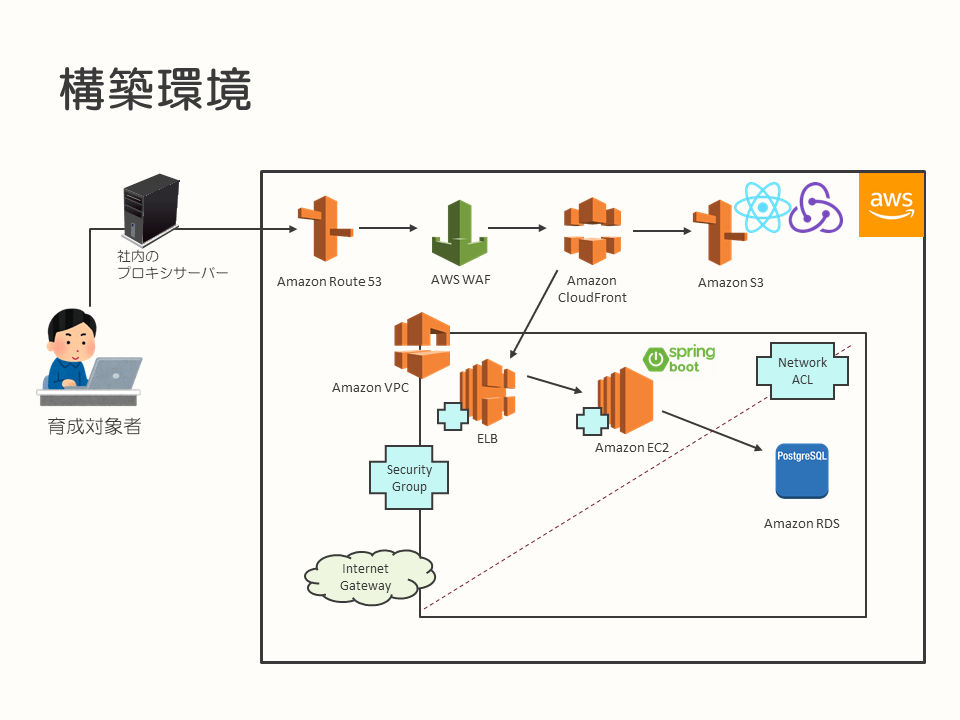 構築環境
aws
社内の
プロキシサーバー
Amazon Route 53
AWS WAF
Amazon
CloudFront
Amazon S3
育成対象者
Amazon VPC
ELB
spring
boot
Amazon EC2
Network
ACL
Security
Group
PostgreSQL
Amazon RDS
Internet
Gateway